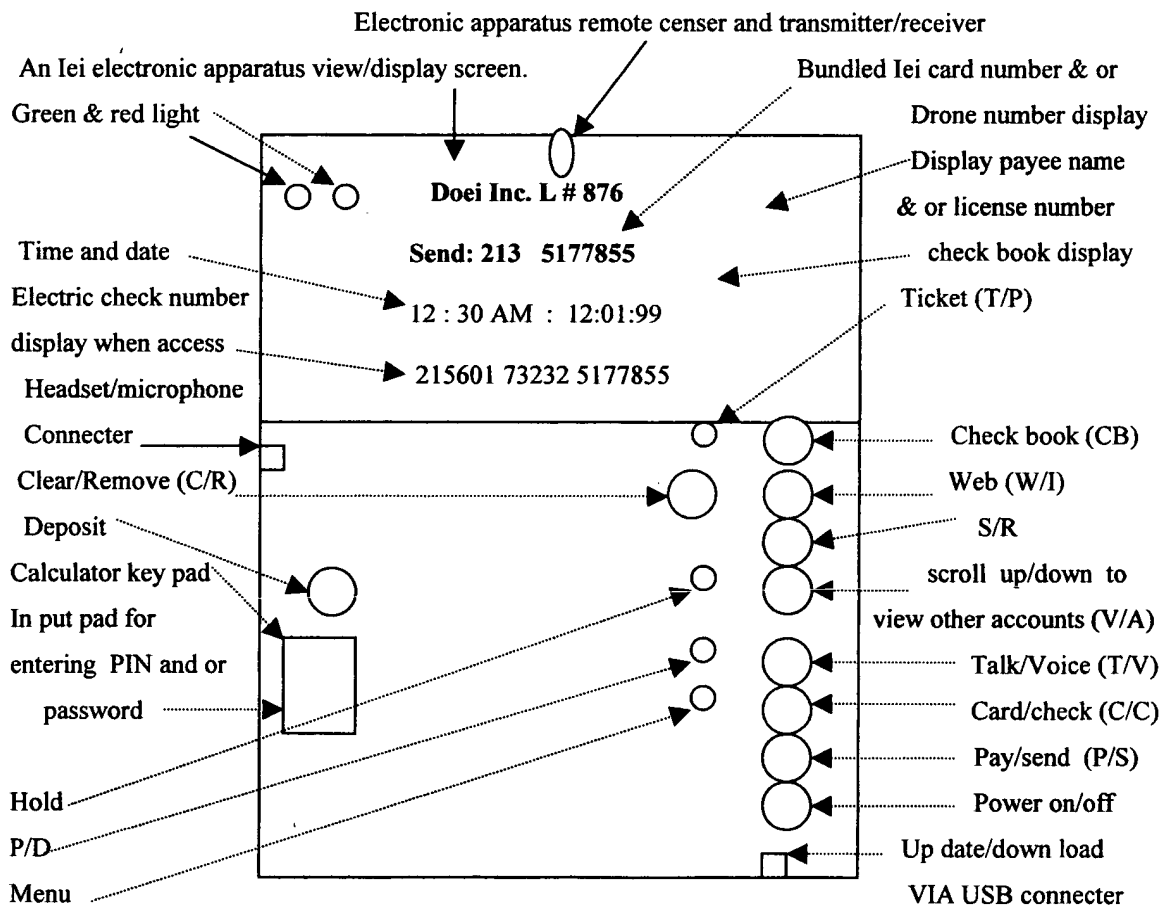 Electronic apparatus remote censer and transmitter/receiver
An Iei electronic apparatus view/display screen.
Bundled Iei card number & or
Green & red light
Drone number display
Display payee name
Doei Inc. L # 876
& or license number
Time and date
Send: 213 5177855
check book display
Electric check number
12 : 30 AM : 12:01:99
Ticket (T/P)
display when access
215601 73232 5177855
Headset/microphone
Connecter
Check book (CB)
Clear/Remove (C/R)
Web (W/I)
Deposit
S/R
Calculator key pad
scroll up/down to
In put pad for
view other accounts (V/A)
entering PIN and or
Talk/Voice (T/V)
password
Card/check (C/C)
Pay/send (P/S)
Hold
Power on/off
P/D
Up date/down load
Menu
VIA USB connecter